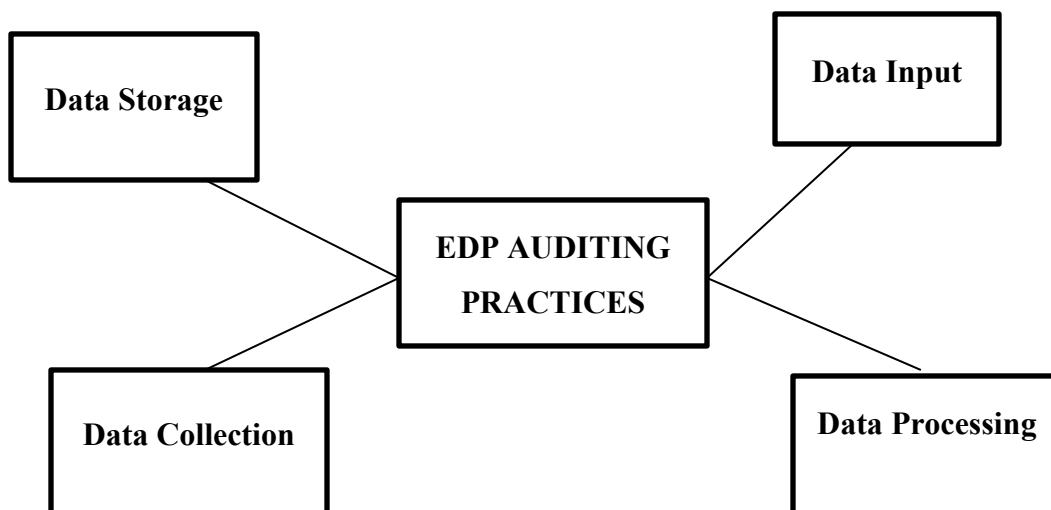 Data Storage
Data Input
EDP AUDITING
PRACTICES
Data Collection
Data Processing